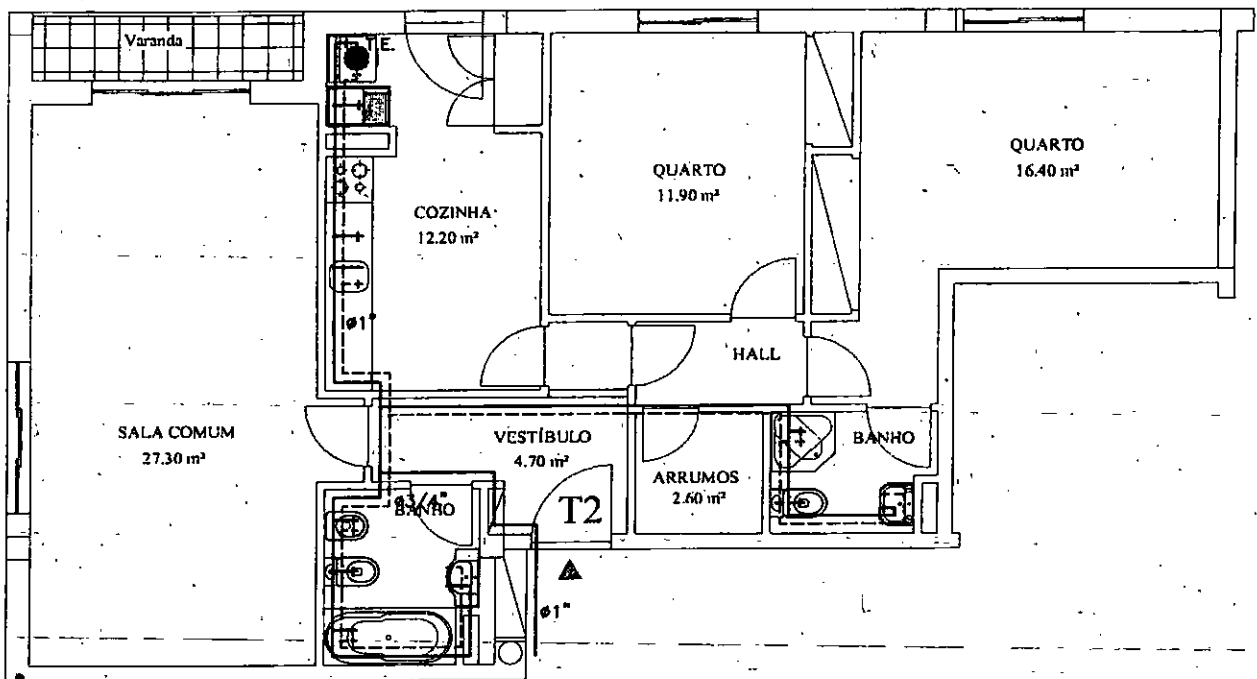 Varanda
T.E.
QUARTO
11.90 m²
QUARTO
16.40 m²
COZINHA
12.20 m²
ø1"
HALL
SALA COMUM
27.30 m²
VESTÍBULO
4.70 m²
BANHO
ARRUMOS
2.60 m²
ø3/4"
BANHO
T2
ø1"